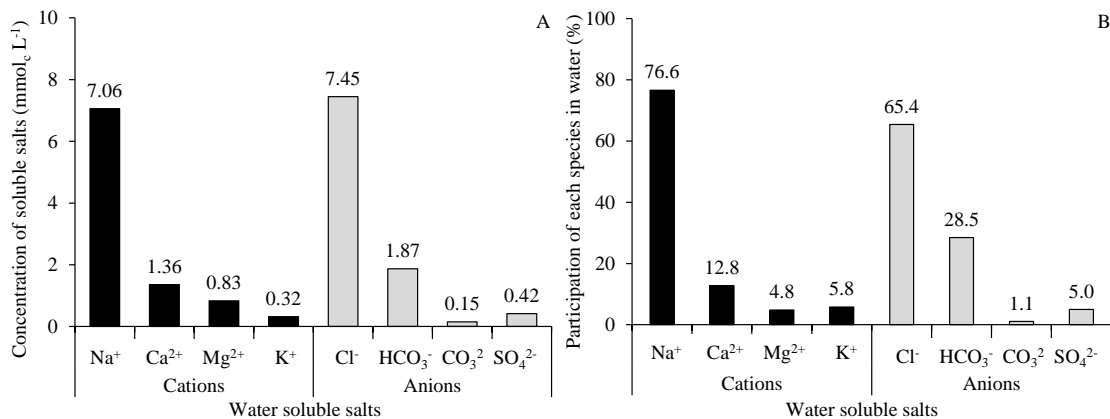 A
Concentration of soluble salts (mmol_c L⁻¹)
10
8
6
4
2
0
7.06
1.36
0.83
0.32
7.45
1.87
0.15
0.42
Na⁺ Ca²⁺ Mg²⁺ K⁺ Cl⁻ HCO₃⁻ CO₃² SO₄²⁻
Cations Anions
Water soluble salts
B
Participation of each species in water (%)
100
80
60
40
20
0
76.6
12.8
4.8
5.8
65.4
28.5
1.1
5.0
Na⁺ Ca²⁺ Mg²⁺ K⁺ Cl⁻ HCO₃⁻ CO₃² SO₄²⁻
Cations Anions
Water soluble salts